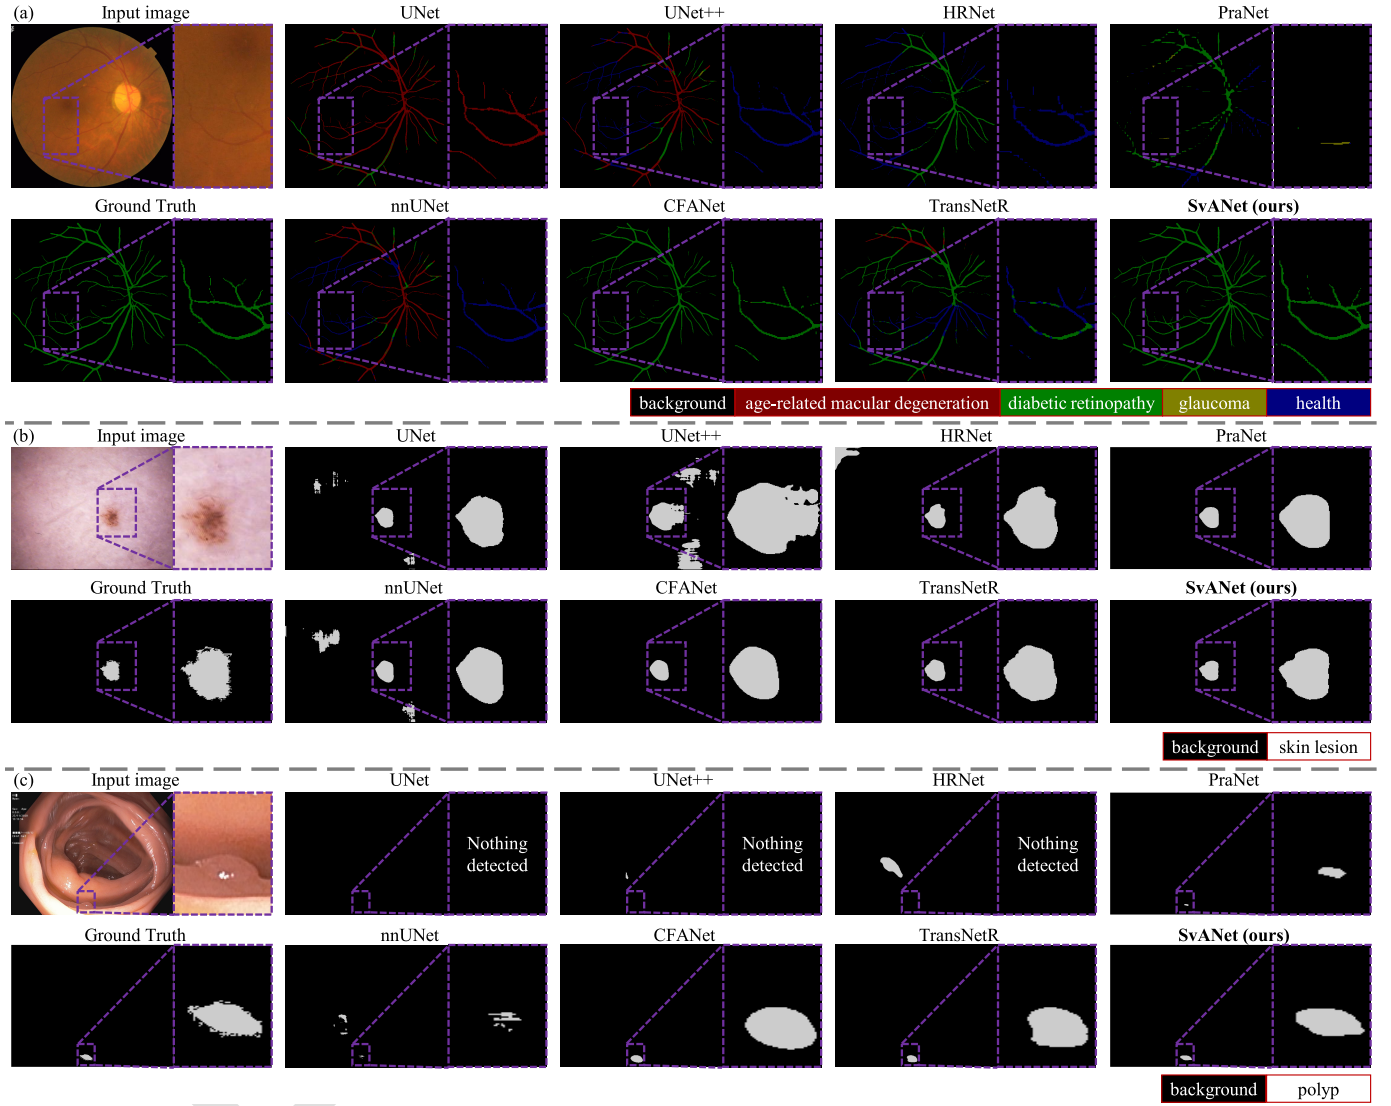 (a)
Input image
UNet
UNet++
HRNet
PraNet
Ground Truth
nnUNet
CFANet
TransNetR
SvANet (ours)
background
age-related macular degeneration
diabetic retinopathy
glaucoma
health
(b)
Input image
UNet
UNet++
HRNet
PraNet
Ground Truth
nnUNet
CFANet
TransNetR
SvANet (ours)
background
skin lesion
(c)
Input image
UNet
UNet++
HRNet
PraNet
Nothing
detected
Nothing
detected
Nothing
detected
Ground Truth
nnUNet
CFANet
TransNetR
SvANet (ours)
background
polyp